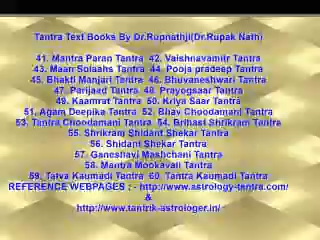 Tantra Text Books By Dr.Rupnathji(Dr.Rupak Nath)
41. Mantra Paran Tantra 42. Vaishnavamitr Tantra
43. Maan Solaahs Tantra 44. Pooja pradeep Tantra
45. Bhakti Manjari Tantra 46. Bhuvaneshwari Tantra
47. Parijaad Tantra 48. Prayogsaar Tantra
49. Kaamrat Tantra 50. Kriya Saar Tantra
51. Agam Deepika Tantra 52. Bhav Choodamani Tantra
53. Tantra Choodamani Tantra 54. Brihast Shrikram Tantra
55. Shrikram Shidant Shekar Tantra
56. Shidant Shekar Tantra
57. Ganeshavi Mashchani Tantra
58. Mantra Mookavali Tantra
59. Tatva Kaumadi Tantra 60. Tantra Kaumadi Tantra
REFERENCE WEBPAGES : - http://www.astrology-tantra.com/
&
http://www.tantrik-astrologer.in/